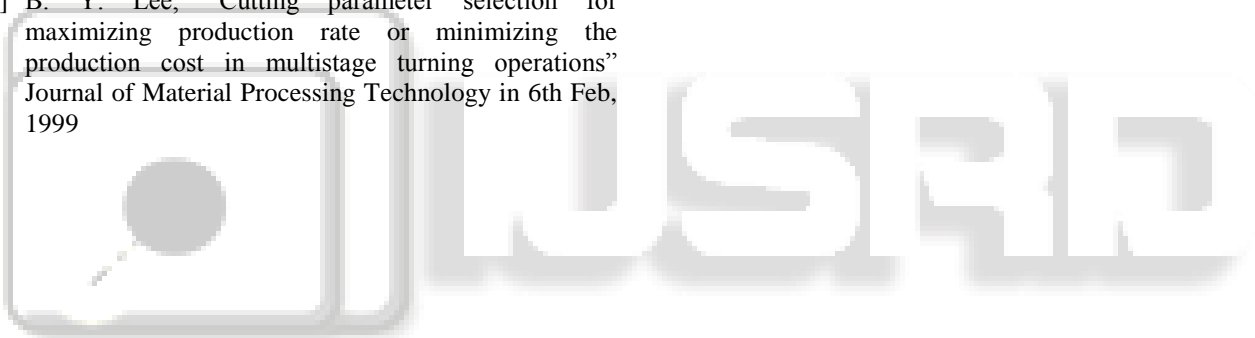 ] B. Y. Lee, “Cutting parameter selection for
maximizing production rate or minimizing the
production cost in multistage turning operations”
Journal of Material Processing Technology in 6th Feb,
1999
IJSRD